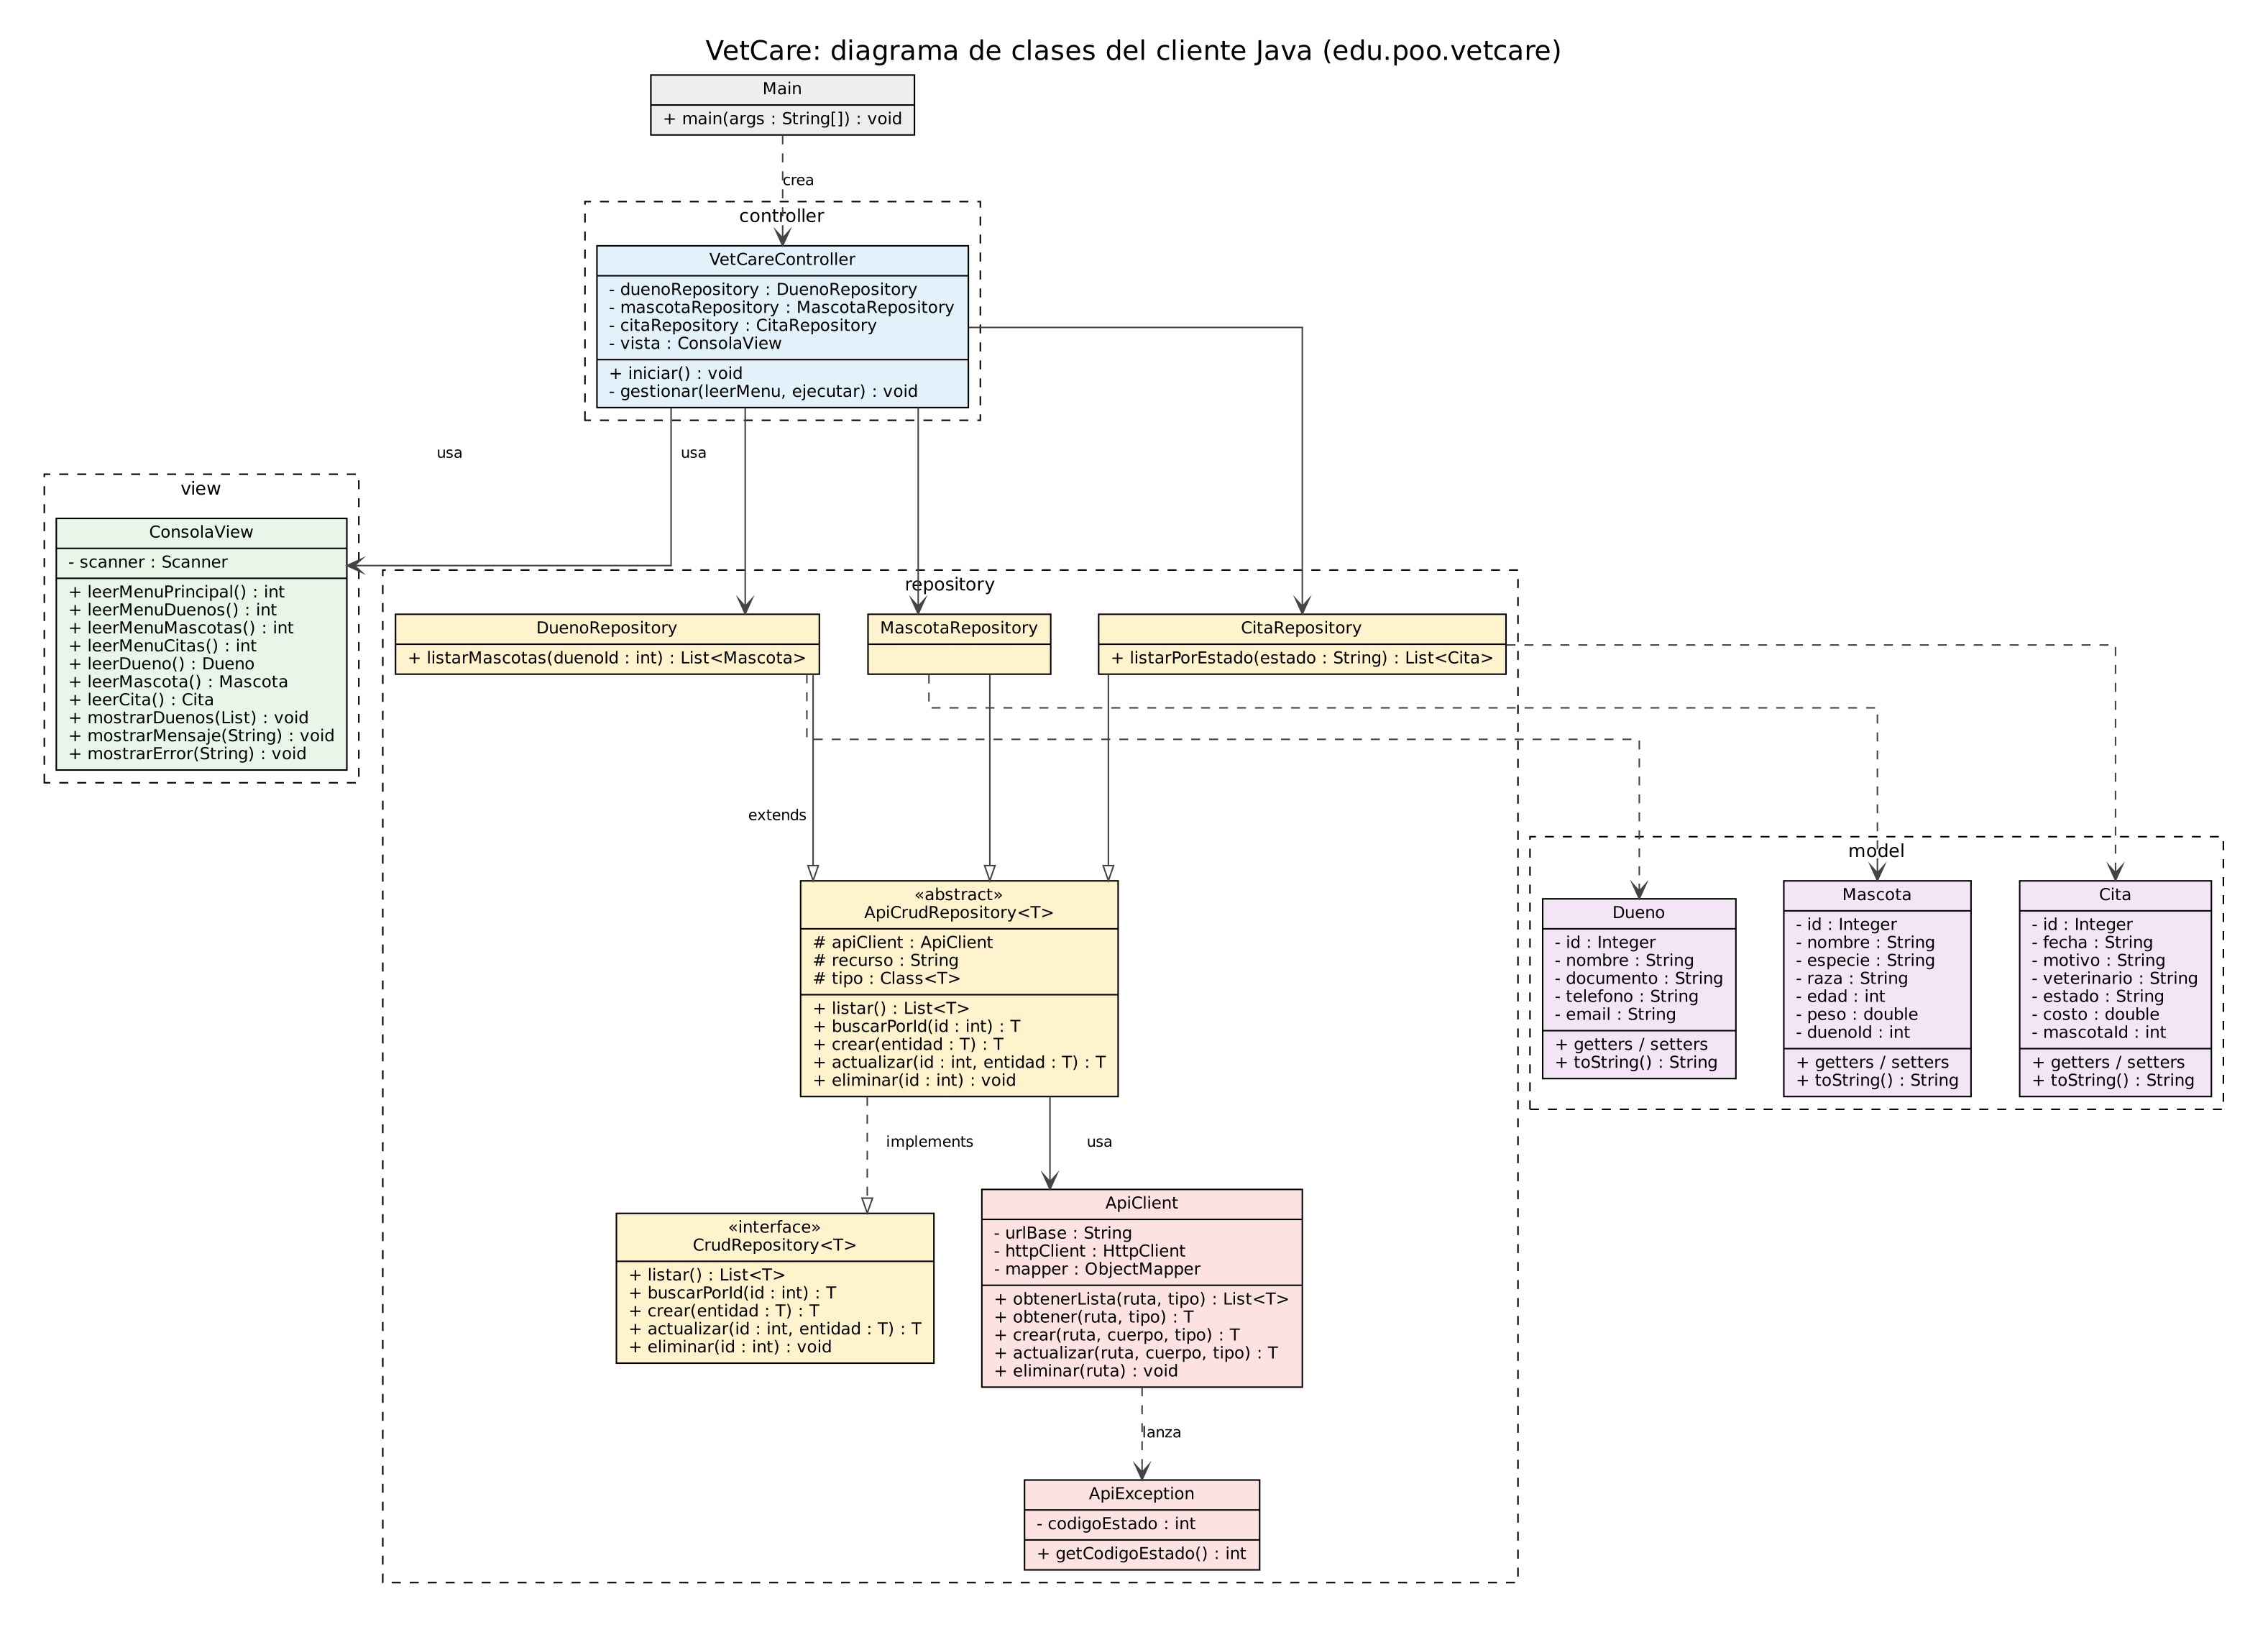 VetCare: diagrama de clases del cliente Java (edu.poo.vetcare)
Main
+ main(args : String[]) : void
crea
controller
VetCareController
- duenoRepository : DuenoRepository
- mascotaRepository : MascotaRepository
- citaRepository : CitaRepository
- vista : ConsolaView
+ iniciar() : void
- gestionar(leerMenu, ejecutar) : void
usa
usa
view
ConsolaView
- scanner : Scanner
+ leerMenuPrincipal() : int
+ leerMenuDuenos() : int
+ leerMenuMascotas() : int
+ leerMenuCitas() : int
+ leerDueno() : Dueno
+ leerMascota() : Mascota
+ leerCita() : Cita
+ mostrarDuenos(List) : void
+ mostrarMensaje(String) : void
+ mostrarError(String) : void
repository
DuenoRepository
+ listarMascotas(duenoId : int) : List<Mascota>
MascotaRepository
CitaRepository
+ listarPorEstado(estado : String) : List<Cita>
extends
«abstract»
ApiCrudRepository<T>
# apiClient : ApiClient
# recurso : String
# tipo : Class<T>
+ listar() : List<T>
+ buscarPorId(id : int) : T
+ crear(entidad : T) : T
+ actualizar(id : int, entidad : T) : T
+ eliminar(id : int) : void
model
Dueno
- id : Integer
- nombre : String
- documento : String
- telefono : String
- email : String
+ getters / setters
+ toString() : String
Mascota
- id : Integer
- nombre : String
- especie : String
- raza : String
- edad : int
- peso : double
- duenoId : int
+ getters / setters
+ toString() : String
Cita
- id : Integer
- fecha : String
- motivo : String
- veterinario : String
- estado : String
- costo : double
- mascotaId : int
+ getters / setters
+ toString() : String
implements
usa
«interface»
CrudRepository<T>
+ listar() : List<T>
+ buscarPorId(id : int) : T
+ crear(entidad : T) : T
+ actualizar(id : int, entidad : T) : T
+ eliminar(id : int) : void
ApiClient
- urlBase : String
- httpClient : HttpClient
- mapper : ObjectMapper
+ obtenerLista(ruta, tipo) : List<T>
+ obtener(ruta, tipo) : T
+ crear(ruta, cuerpo, tipo) : T
+ actualizar(ruta, cuerpo, tipo) : T
+ eliminar(ruta) : void
lanza
ApiException
- codigoEstado : int
+ getCodigoEstado() : int